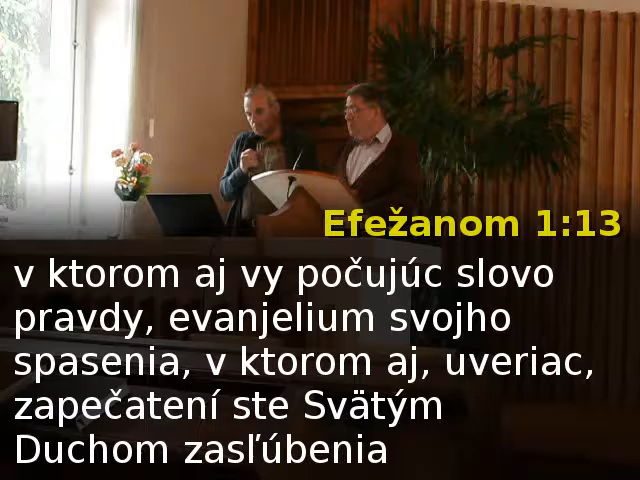 Efežanom 1:13
v ktorom aj vy počujúc slovo
pravdy, evanjelium svojho
spasenia, v ktorom aj, uveriac,
zapečatení ste Svätým
Duchom zasľúbenia